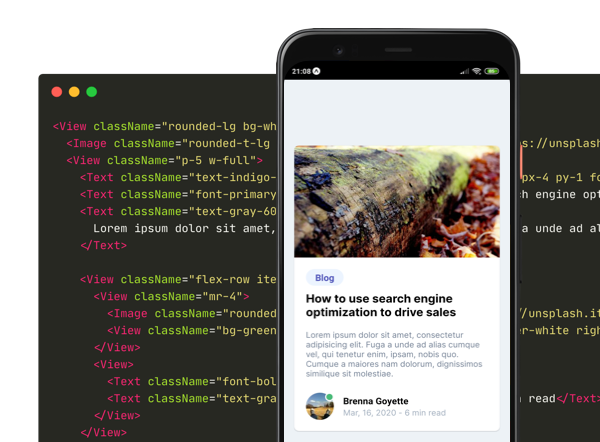 21:08
<View className="rounded-lg bg-wh
<Image className="rounded-t-lg
s://unsplash
<View className="p-5 w-full">
<Text className="text-indigo-
px-4 py-1 fo
<Text className="font-primary
ch engine opt
<Text className="text-gray-60
Lorem ipsum dolor sit amet,
a unde ad al
</Text>
<View className="flex-row ite
<View className="mr-4">
<Image className="rounded
//unsplash.it
<View className="bg-green
er-white righ
</View>
<View>
<Text className="font-bol
<Text className="text-gra
read</Text>
</View>
</View>
Blog
How to use search engine
optimization to drive sales
Lorem ipsum dolor sit amet, consectetur
adipisicing elit. Fuga a unde ad alias cumque
vel, qui tenetur enim, ipsam, nobis quo.
Cumque a maiores nam dolorum, dignissimos
similique sit molestiae.
Brenna Goyette
Mar, 16, 2020 - 6 min read